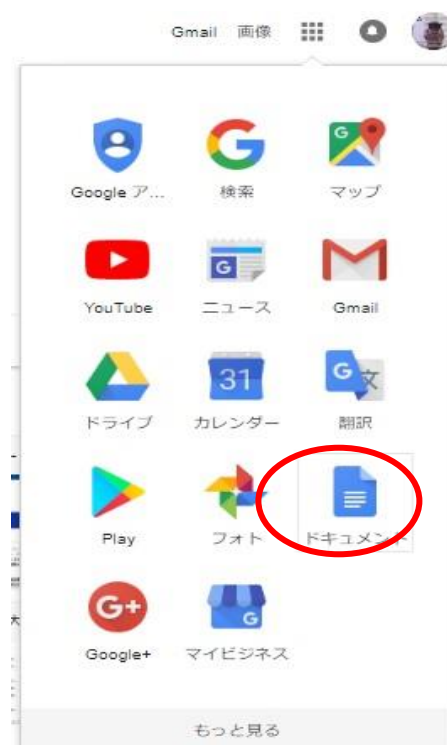 Gmail 画像
Google ア... 検索 マップ
YouTube ニュース Gmail
31
ドライブ カレンダー 翻訳
Play フォト ドキュメント
G+
Google+ マイビジネス
もっと見る